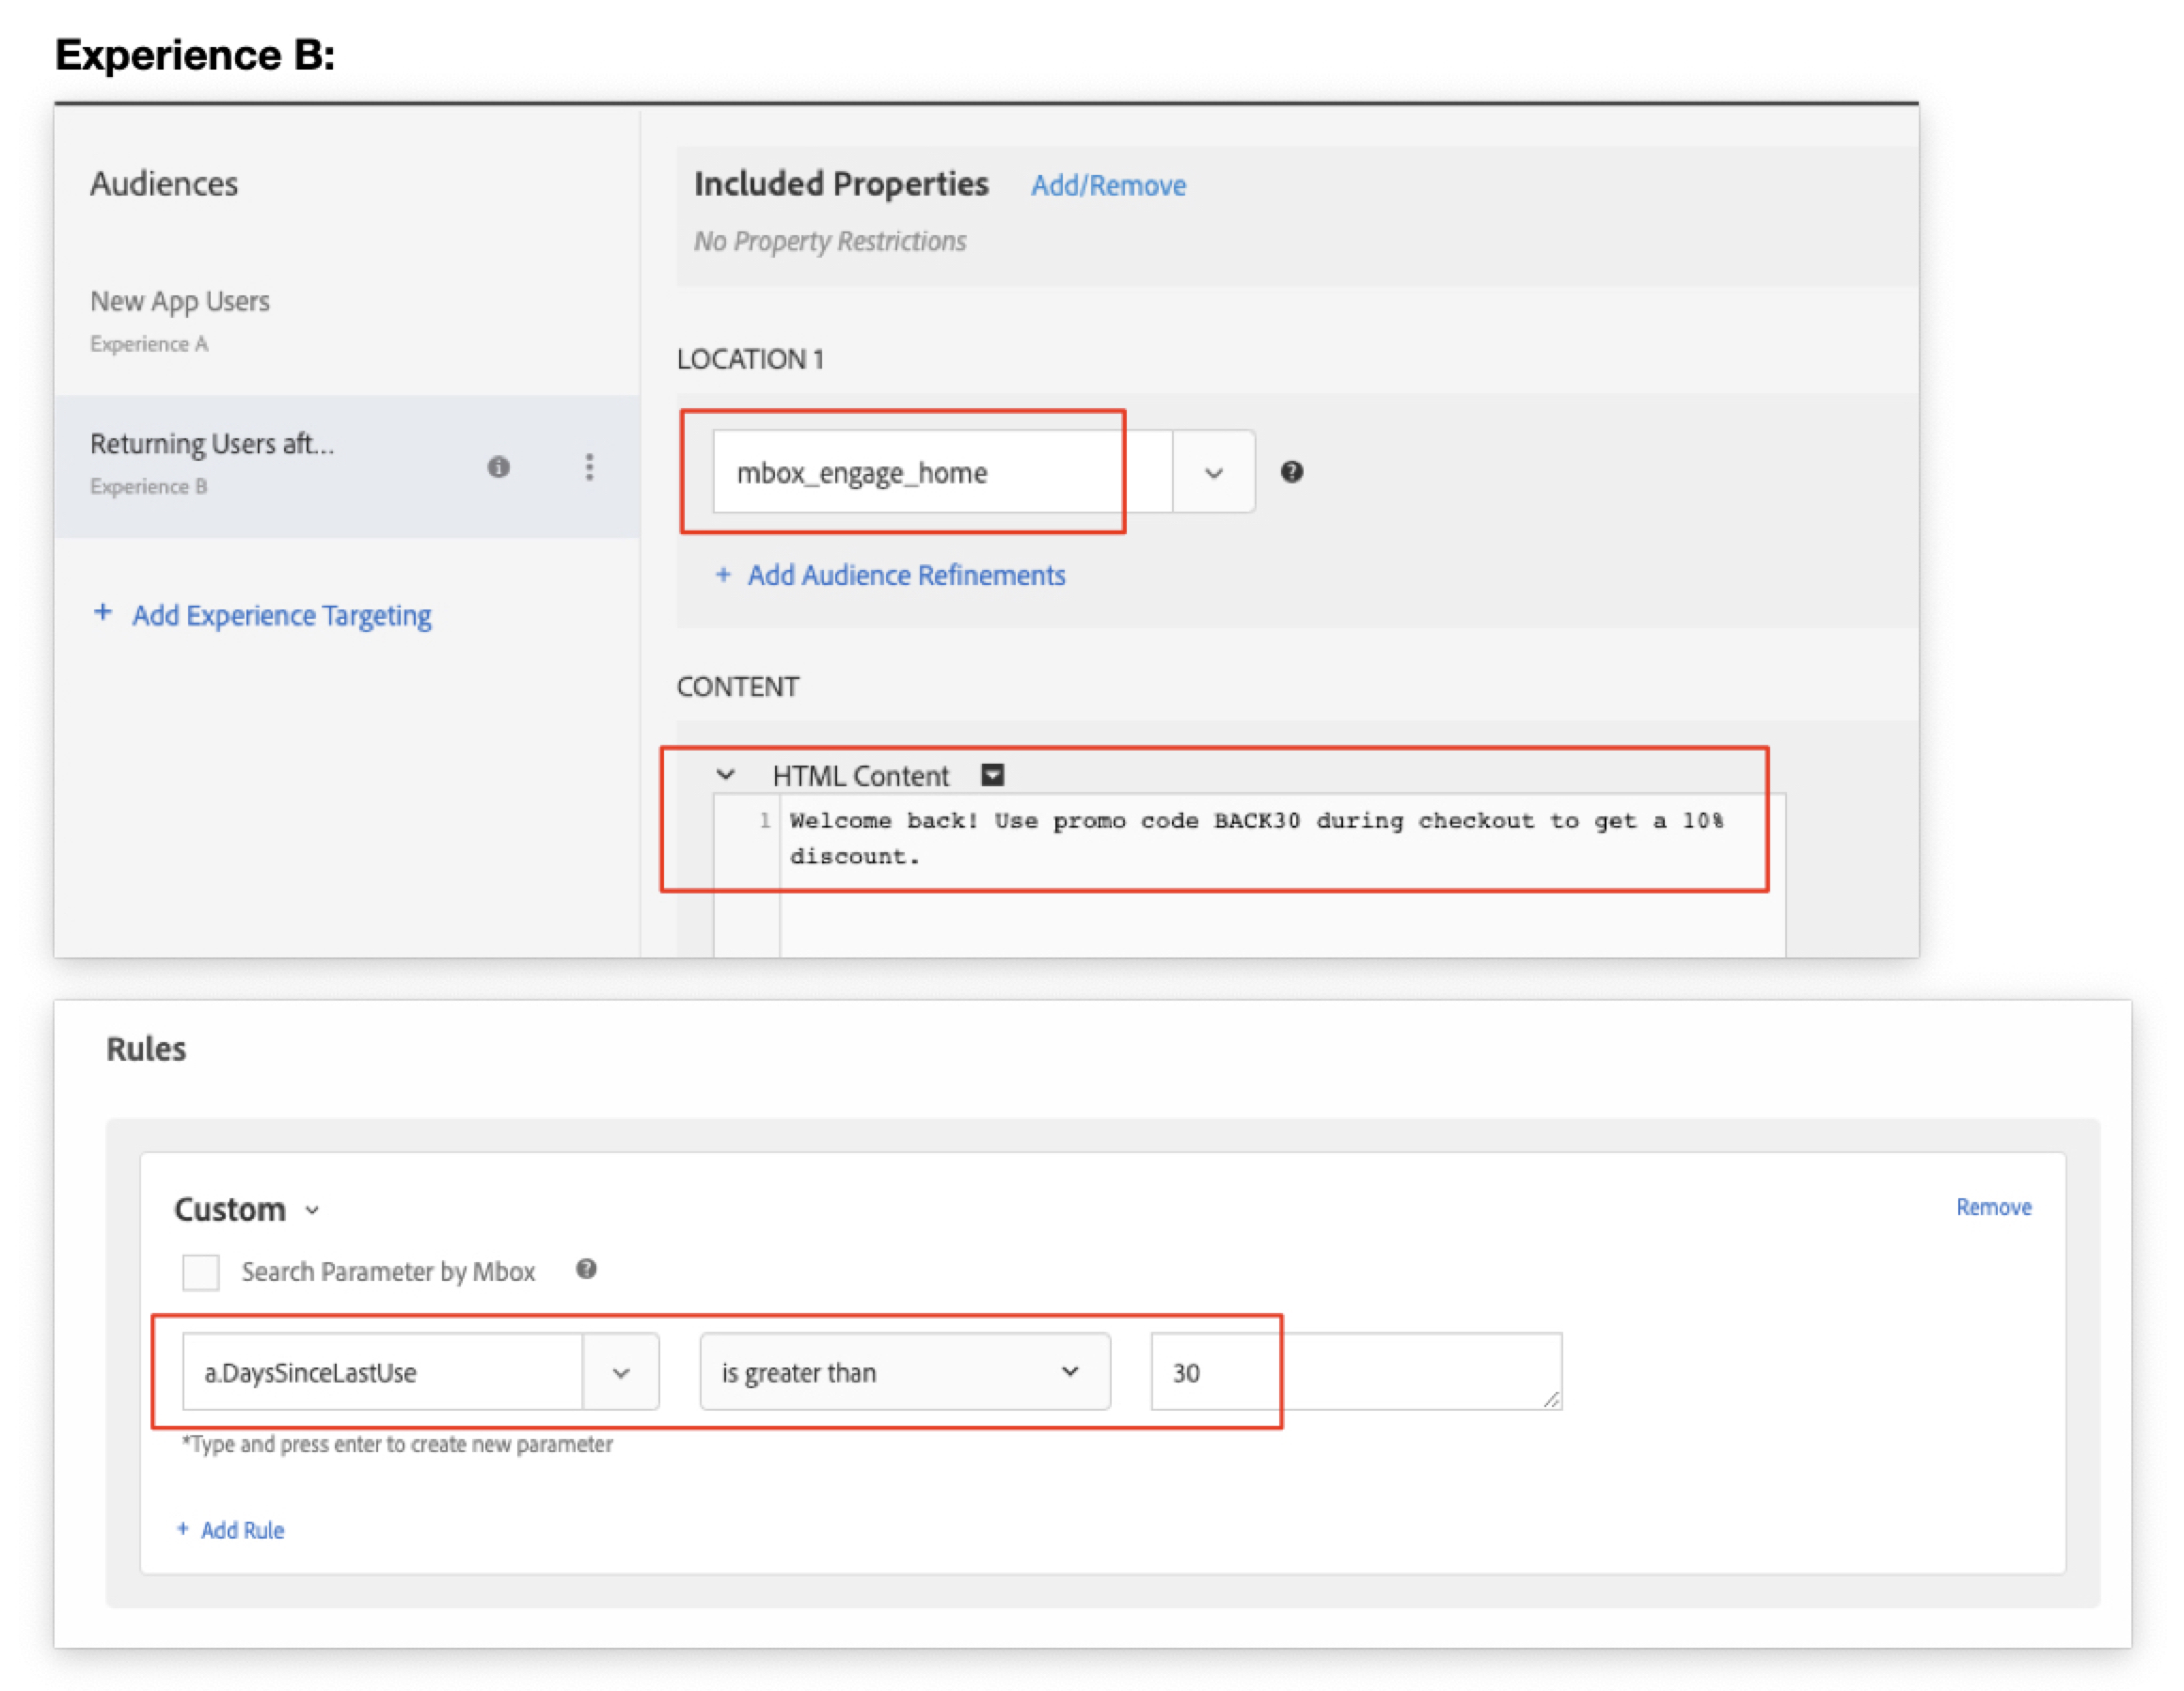 Experience B:
Audiences
New App Users
Experience A
Returning Users aft...
Experience B
+ Add Experience Targeting
Included Properties Add/Remove
No Property Restrictions
LOCATION 1
mbox_engage_home
+ Add Audience Refinements
CONTENT
HTML Content
1 Welcome back! Use promo code BACK30 during checkout to get a 10%
discount.
Rules
Custom Remove
Search Parameter by Mbox
a.DaysSinceLastUse is greater than 30
*Type and press enter to create new parameter
+ Add Rule